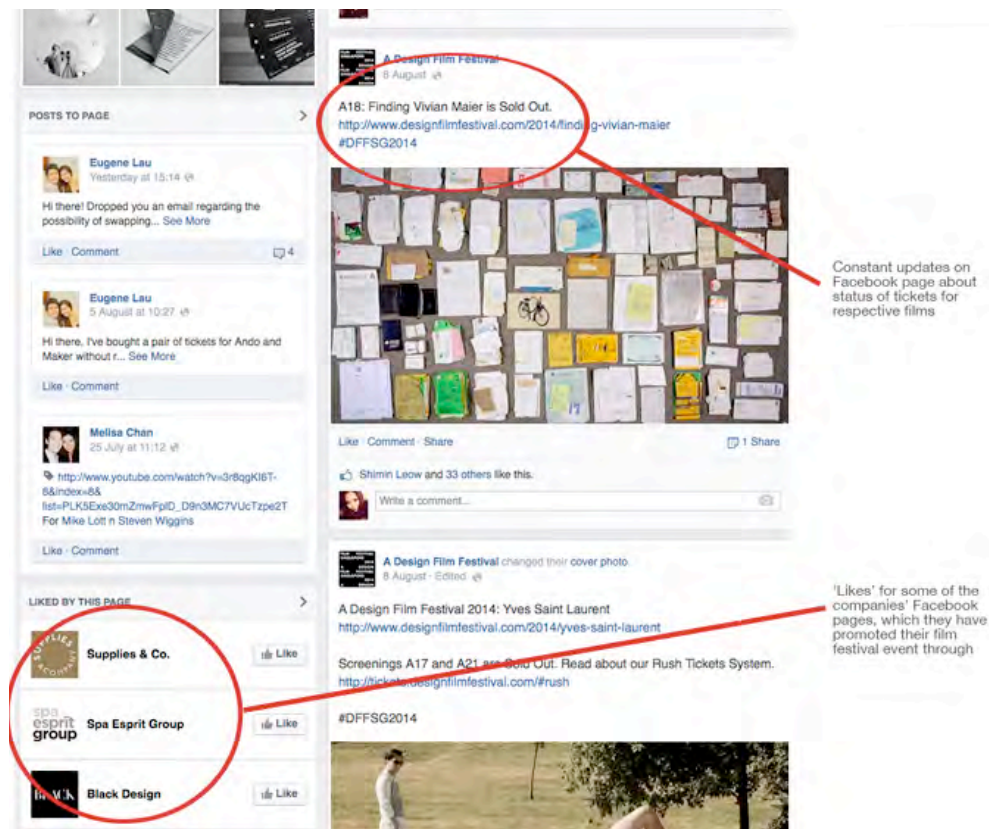 POSTS TO PAGE
Eugene Lau
Yesterday at 15:14
Hi there! Dropped you an email regarding the
possibility of swapping... See More
Like · Comment
4
Eugene Lau
5 August at 10:27
Hi there. I've bought a pair of tickets for Ando and
Maker without r... See More
Like · Comment
Melisa Chan
25 July at 11:12
http://www.youtube.com/watch?v=3r8qgKI6T-
8&index=8&
list=PLK5Exe30mZmwFpID_D9n3MC7VUcTzpe2T
For Mike Lott n Steven Wiggins
Like · Comment
LIKED BY THIS PAGE
SUPPLIES
&COMPANY
Supplies & Co.
Like
spa
esprit
group
Spa Esprit Group
Like
BLACK
Black Design
Like
A Design Film Festival
8 August
A18: Finding Vivian Maier is Sold Out.
http://www.designfilmfestival.com/2014/finding-vivian-maier
#DFFSG2014
Like · Comment · Share
1 Share
Shimin Leow and 33 others like this.
Write a comment...
A Design Film Festival changed their cover photo.
8 August · Edited
A Design Film Festival 2014: Yves Saint Laurent
http://www.designfilmfestival.com/2014/yves-saint-laurent
Screenings A17 and A21 are Sold Out. Read about our Rush Tickets System.
http://tickets.designfilmfestival.com/#rush
#DFFSG2014
Constant updates on
Facebook page about
status of tickets for
respective films
'Likes' for some of the
companies' Facebook
pages, which they have
promoted their film
festival event through